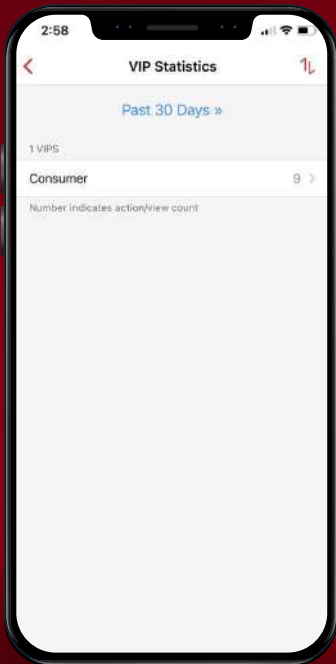 2:58
VIP Statistics
Past 30 Days »
1 VIPS
Consumer 9
Number indicates action/view count